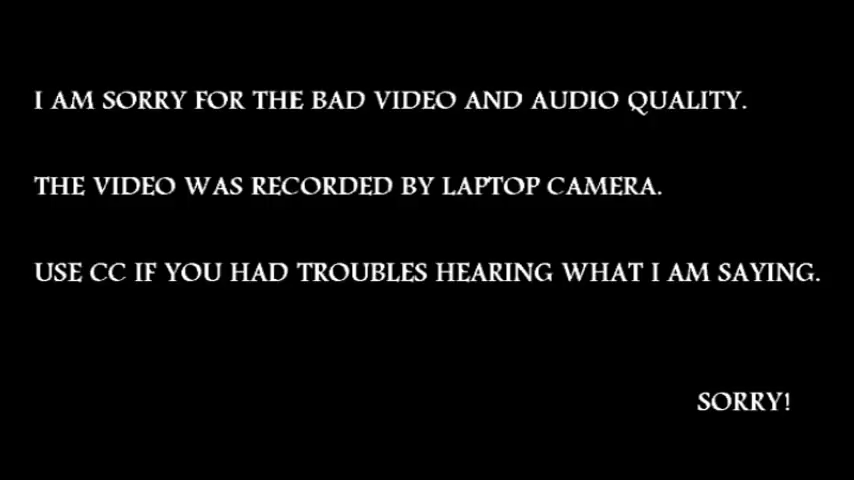 I AM SORRY FOR THE BAD VIDEO AND AUDIO QUALITY.
THE VIDEO WAS RECORDED BY LAPTOP CAMERA.
USE CC IF YOU HAD TROUBLES HEARING WHAT I AM SAYING.
SORRY!